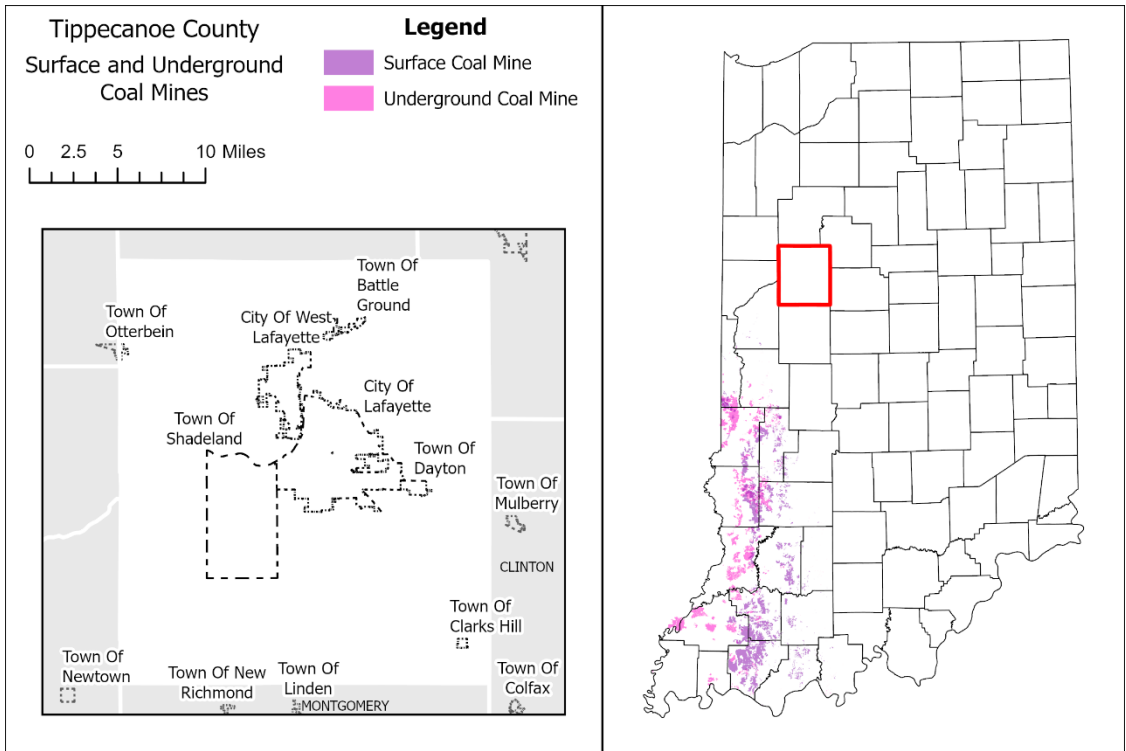 Tippecanoe County
Surface and Underground
Coal Mines
Legend
Surface Coal Mine
Underground Coal Mine
0 2.5 5 10 Miles
Town Of
Battle
Ground
Town Of
Otterbein
City Of West
Lafayette
City Of
Lafayette
Town Of
Shadeland
Town Of
Dayton
Town Of
Mulberry
CLINTON
Town Of
Clarks Hill
Town Of
Newtown
Town Of New
Richmond
Town Of
Linden
MONTGOMERY
Town Of
Colfax